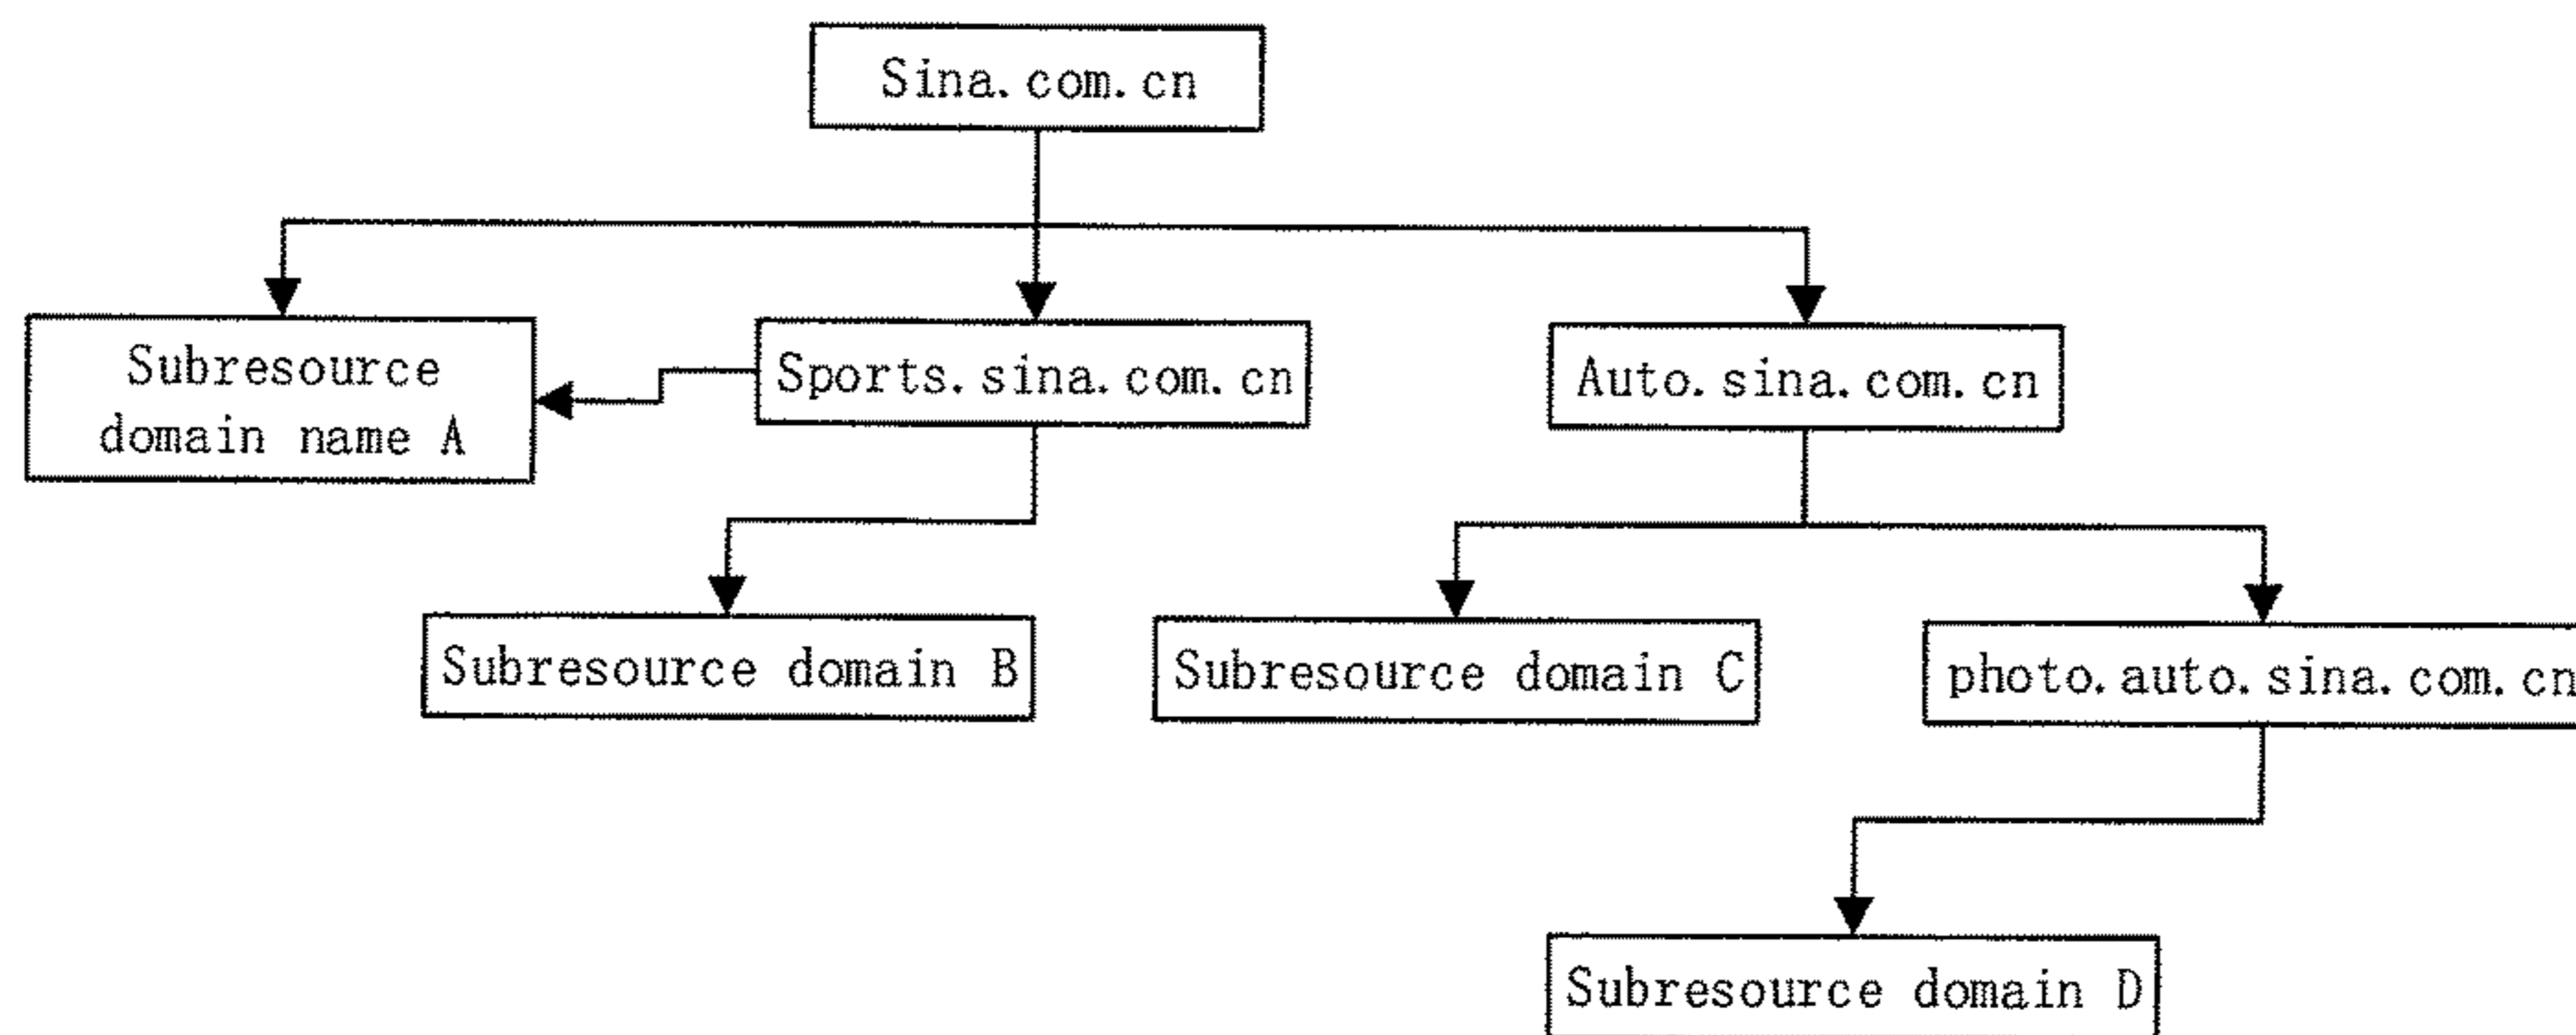 Sina.com.cn
Subresource
domain name A
Sports.sina.com.cn
Auto.sina.com.cn
Subresource domain B
Subresource domain C
photo.auto.sina.com.cn
Subresource domain D